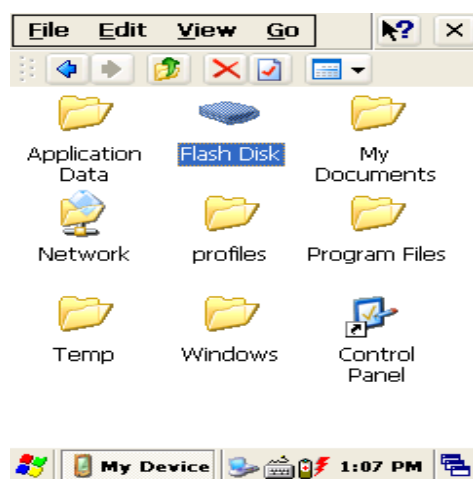 File Edit View Go ?
Application Data Flash Disk My Documents
Network profiles Program Files
Temp Windows Control Panel
My Device 1:07 PM